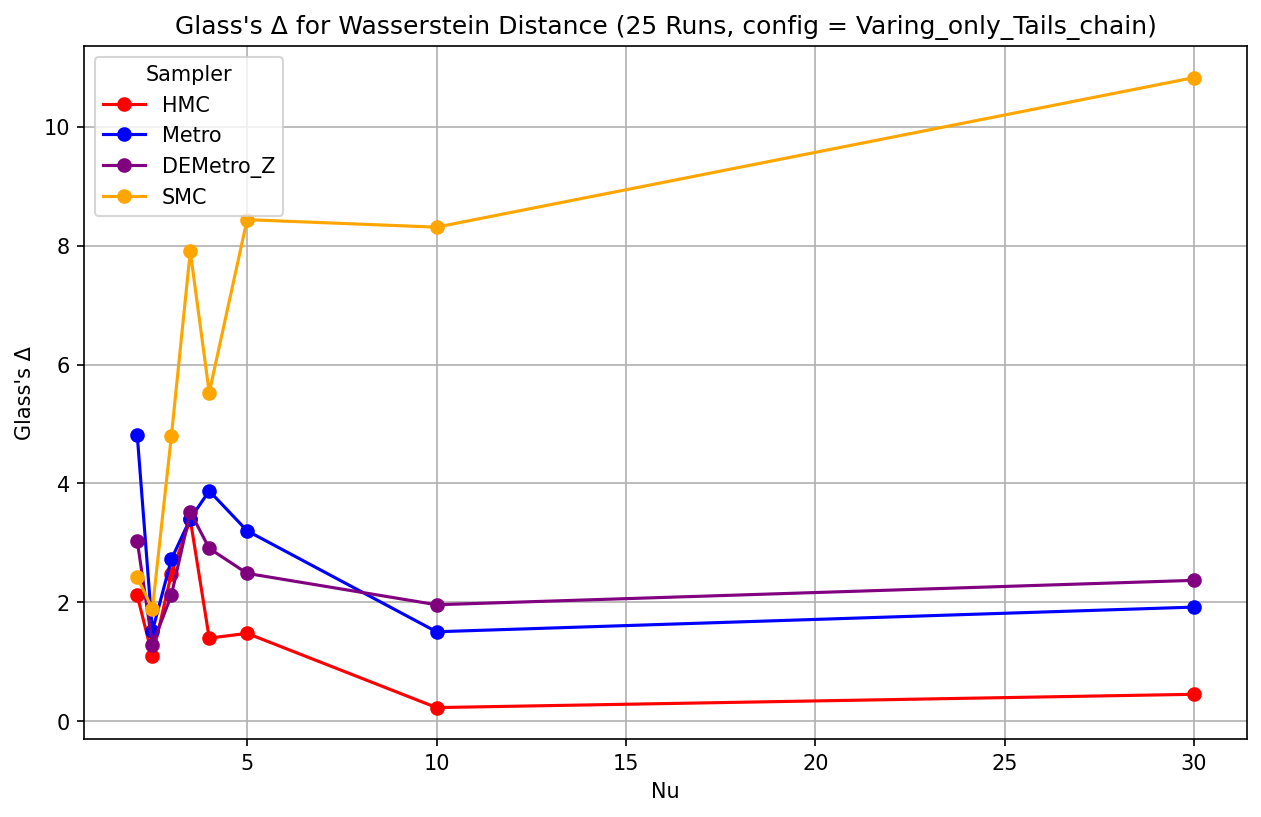 Glass's Δ for Wasserstein Distance (25 Runs, config = Varing_only_Tails_chain)
Sampler
HMC
Metro
DEMetro_Z
SMC
Glass's Δ
10
8
6
4
2
0
5
10
15
20
25
30
Nu